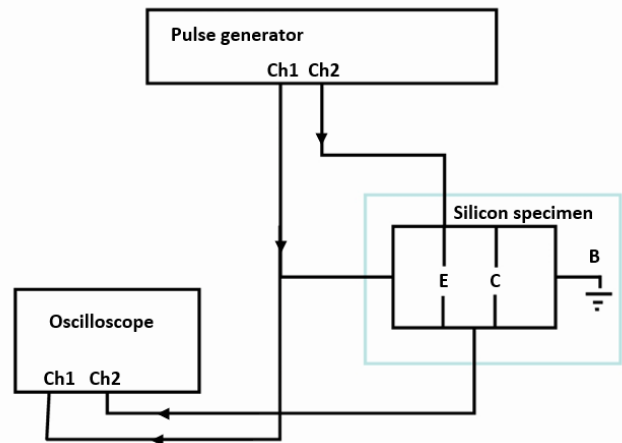 Pulse generator
Ch1 Ch2
Silicon specimen
B
E C
Oscilloscope
Ch1 Ch2